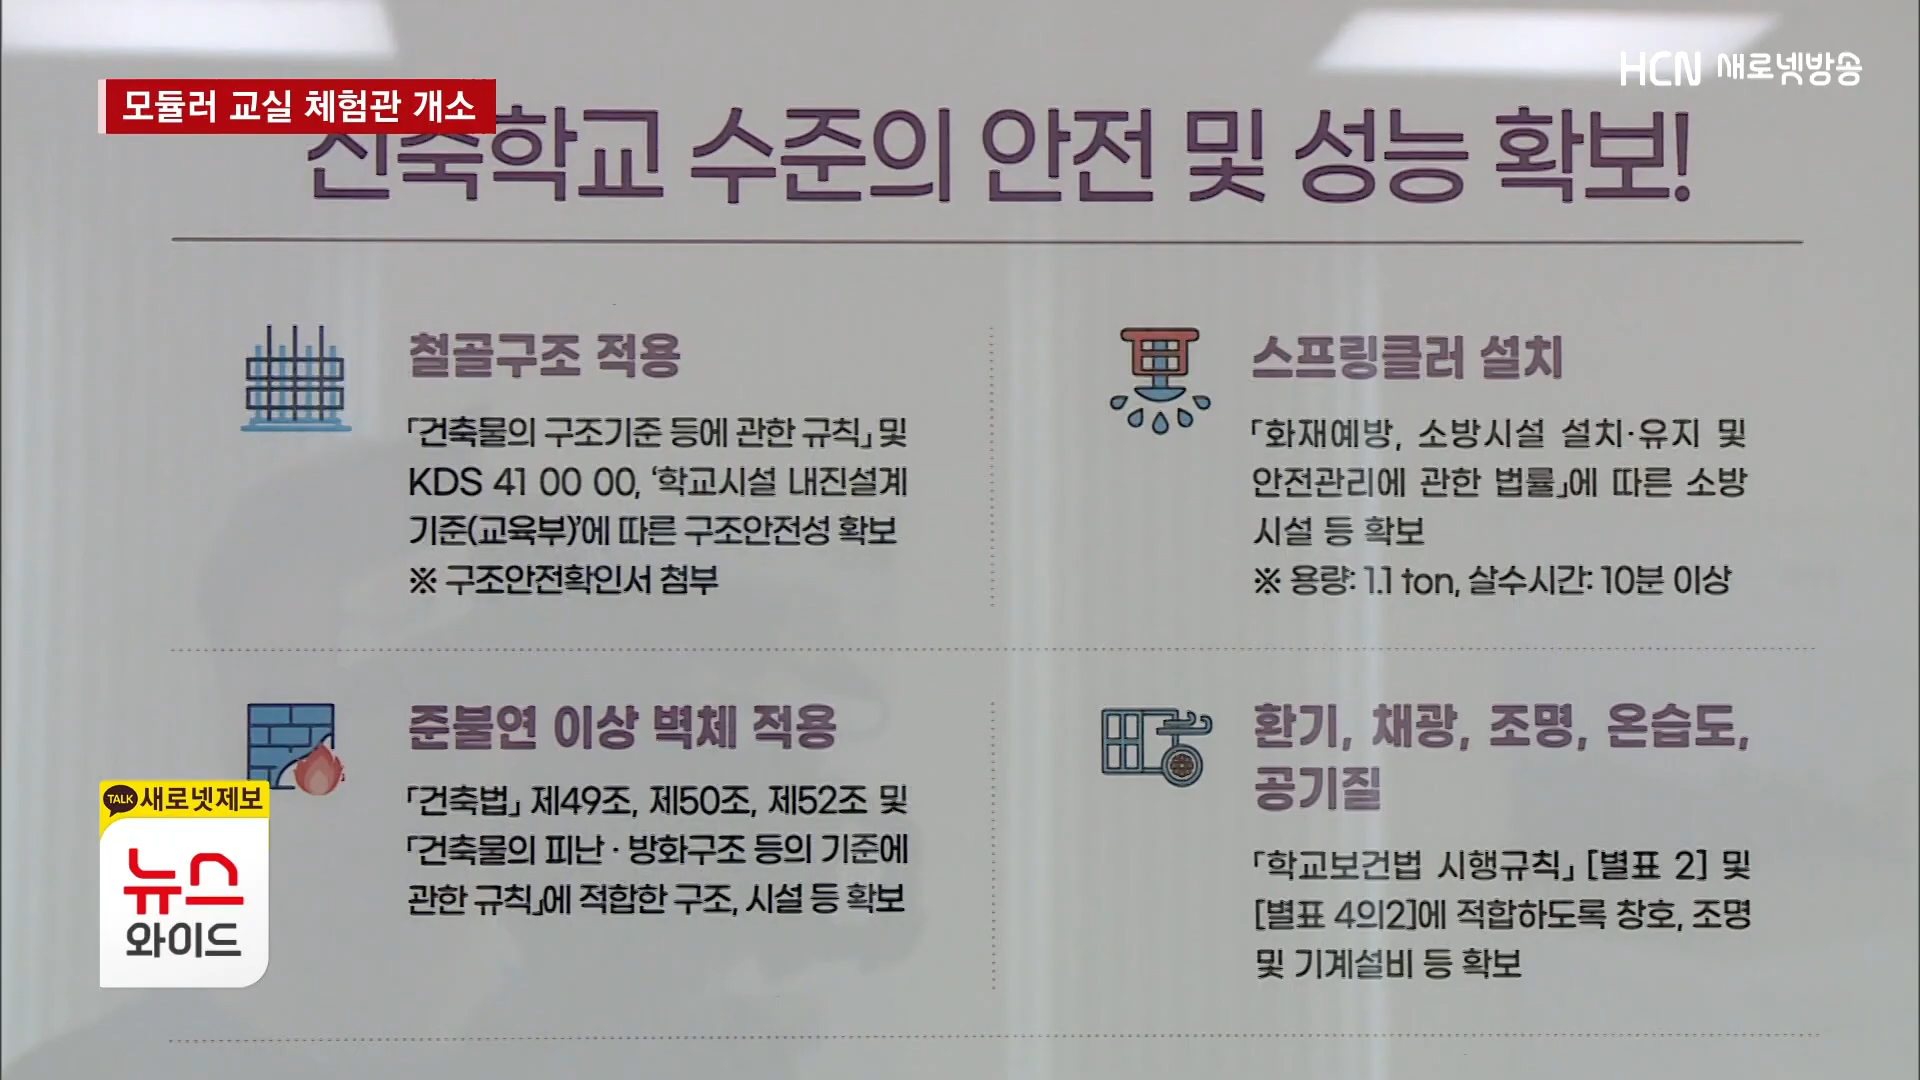 HCN 새로넷방송
모듈러 교실 체험관 개소
신축학교 수준의 안전 및 성능 확보!
철골구조 적용
「건축물의 구조기준 등에 관한 규칙」 및
KDS 41 00 00, ‘학교시설 내진설계
기준(교육부)’에 따른 구조안전성 확보
※ 구조안전확인서 첨부
스프링클러 설치
「화재예방, 소방시설 설치·유지 및
안전관리에 관한 법률」에 따른 소방
시설 등 확보
※ 용량: 1.1 ton, 살수시간: 10분 이상
준불연 이상 벽체 적용
「건축법」 제49조, 제50조, 제52조 및
「건축물의 피난·방화구조 등의 기준에
관한 규칙」에 적합한 구조, 시설 등 확보
환기, 채광, 조명, 온습도,
공기질
「학교보건법 시행규칙」 [별표 2] 및
[별표 4의2]에 적합하도록 창호, 조명
및 기계설비 등 확보
TALK 새로넷제보
뉴스
와이드